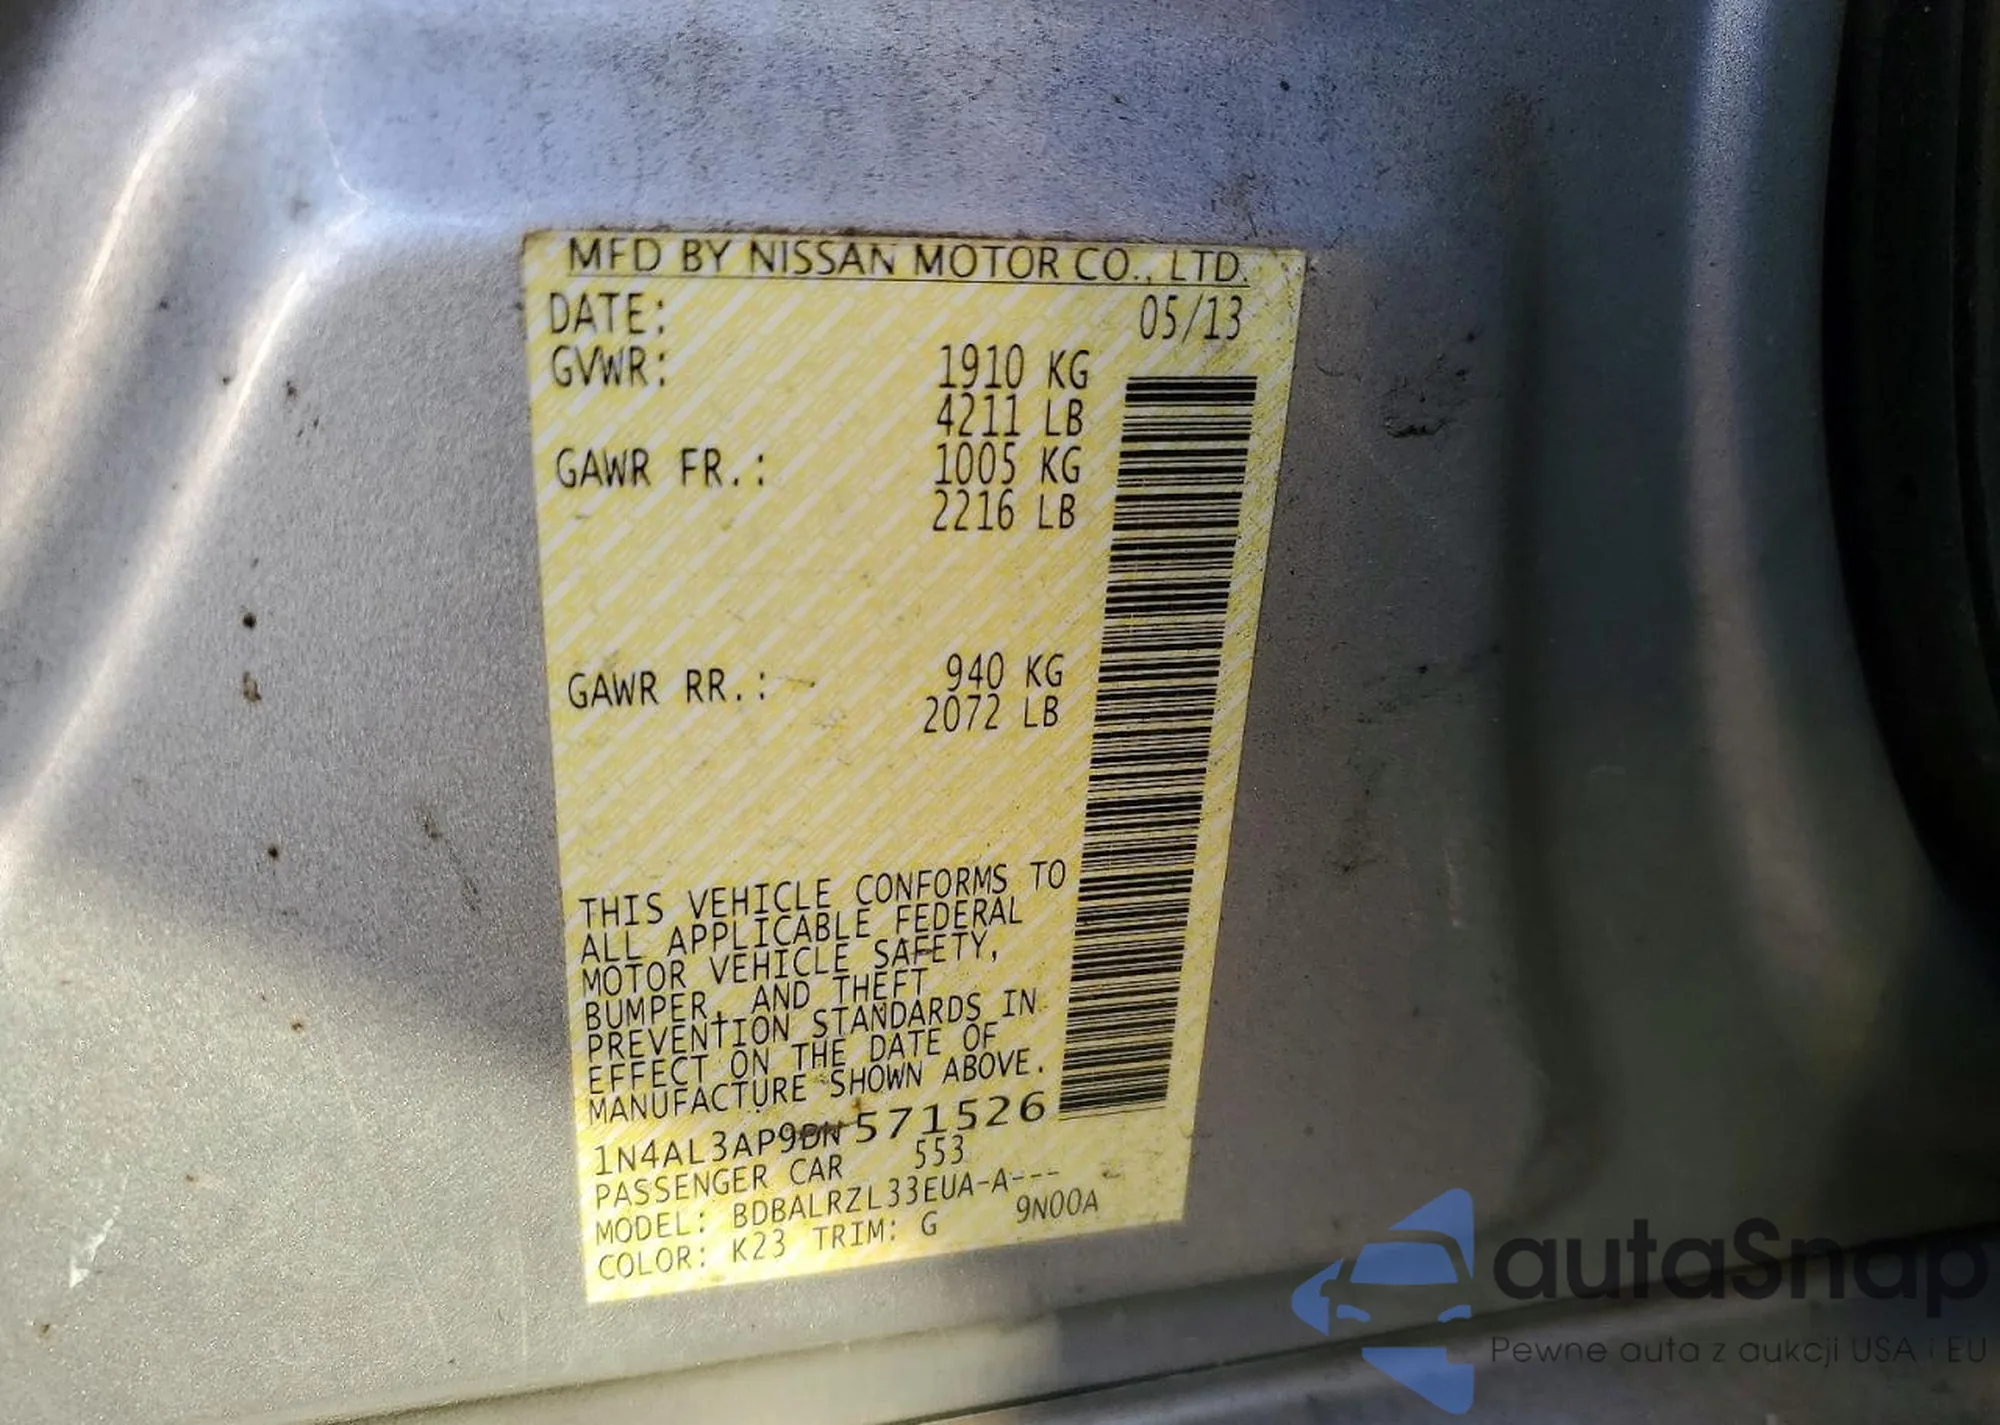 MFD BY NISSAN MOTOR CO., LTD.
DATE: 05/13
GVWR: 1910 KG
4211 LB
GAWR FR.: 1005 KG
2216 LB
GAWR RR.: 940 KG
2072 LB
THIS VEHICLE CONFORMS TO
ALL APPLICABLE FEDERAL
MOTOR VEHICLE SAFETY,
BUMPER, AND THEFT
PREVENTION STANDARDS IN
EFFECT ON THE DATE OF
MANUFACTURE SHOWN ABOVE.
1N4AL3AP9DN571526
PASSENGER CAR 553
MODEL: BDBALRZL33EUA-A---
COLOR: K23 TRIM: G 9N00A
autaSnap
Pewne auta z aukcji USA i EU